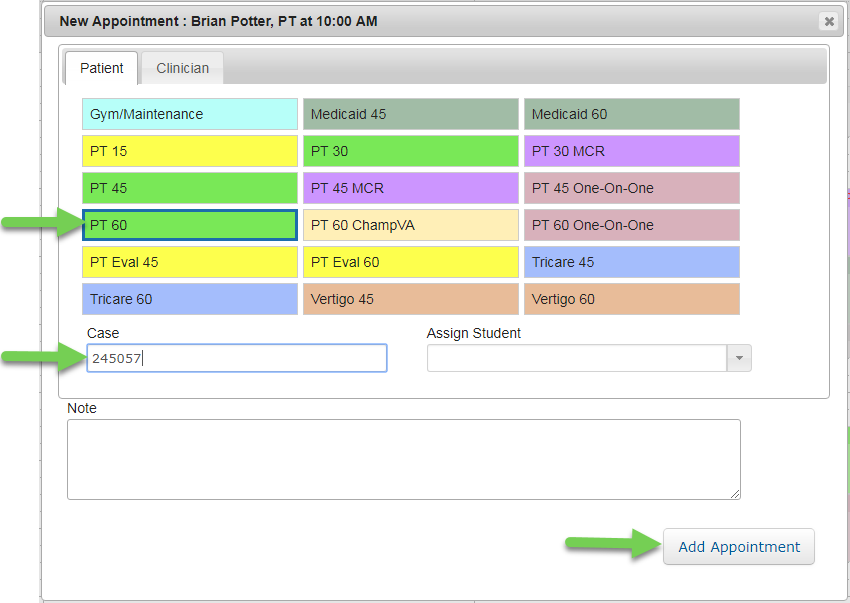 New Appointment : Brian Potter, PT at 10:00 AM
Patient Clinician
Gym/Maintenance Medicaid 45 Medicaid 60
PT 15 PT 30 PT 30 MCR
PT 45 PT 45 MCR PT 45 One-On-One
PT 60 PT 60 ChampVA PT 60 One-On-One
PT Eval 45 PT Eval 60 Tricare 45
Tricare 60 Vertigo 45 Vertigo 60
Case Assign Student
245057
Note
Add Appointment